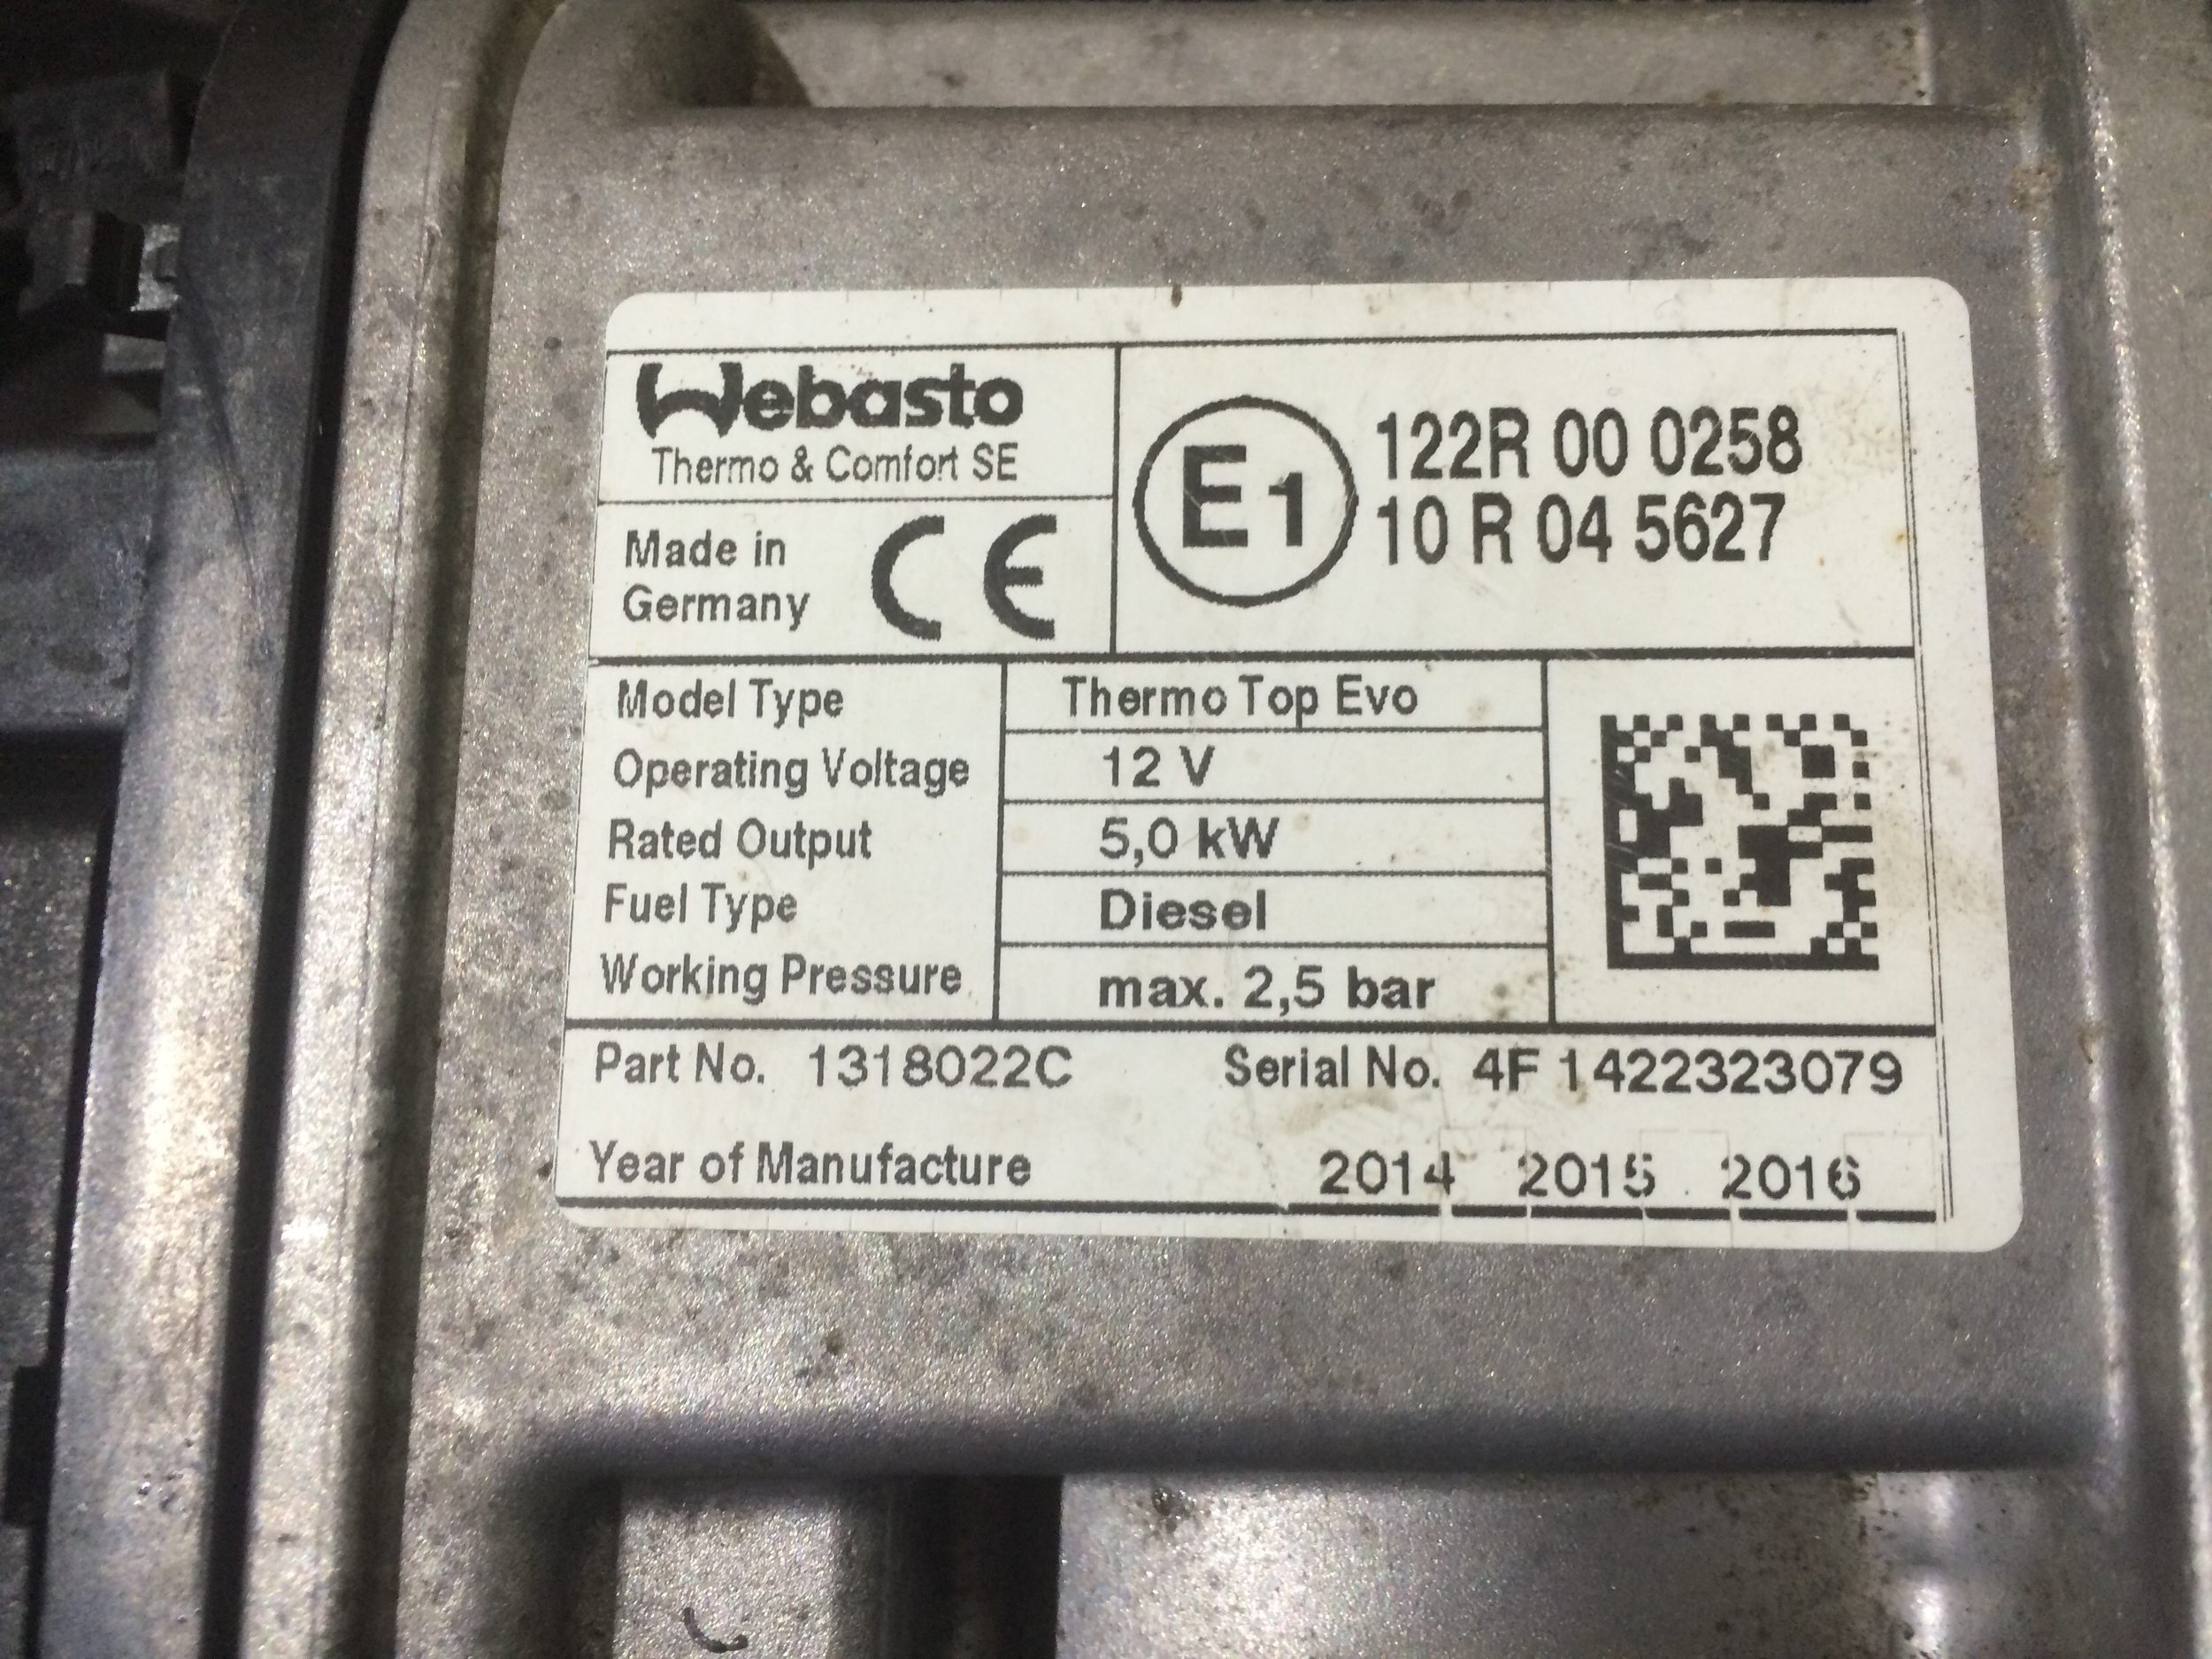 Webasto
Thermo & Comfort SE
Made in
Germany
CE
E1
122R 00 0258
10 R 04 5627
Model Type Thermo Top Evo
Operating Voltage 12 V
Rated Output 5,0 kW
Fuel Type Diesel
Working Pressure max. 2,5 bar
Part No. 1318022C Serial No. 4F 1422323079
Year of Manufacture 2014 2015 2016